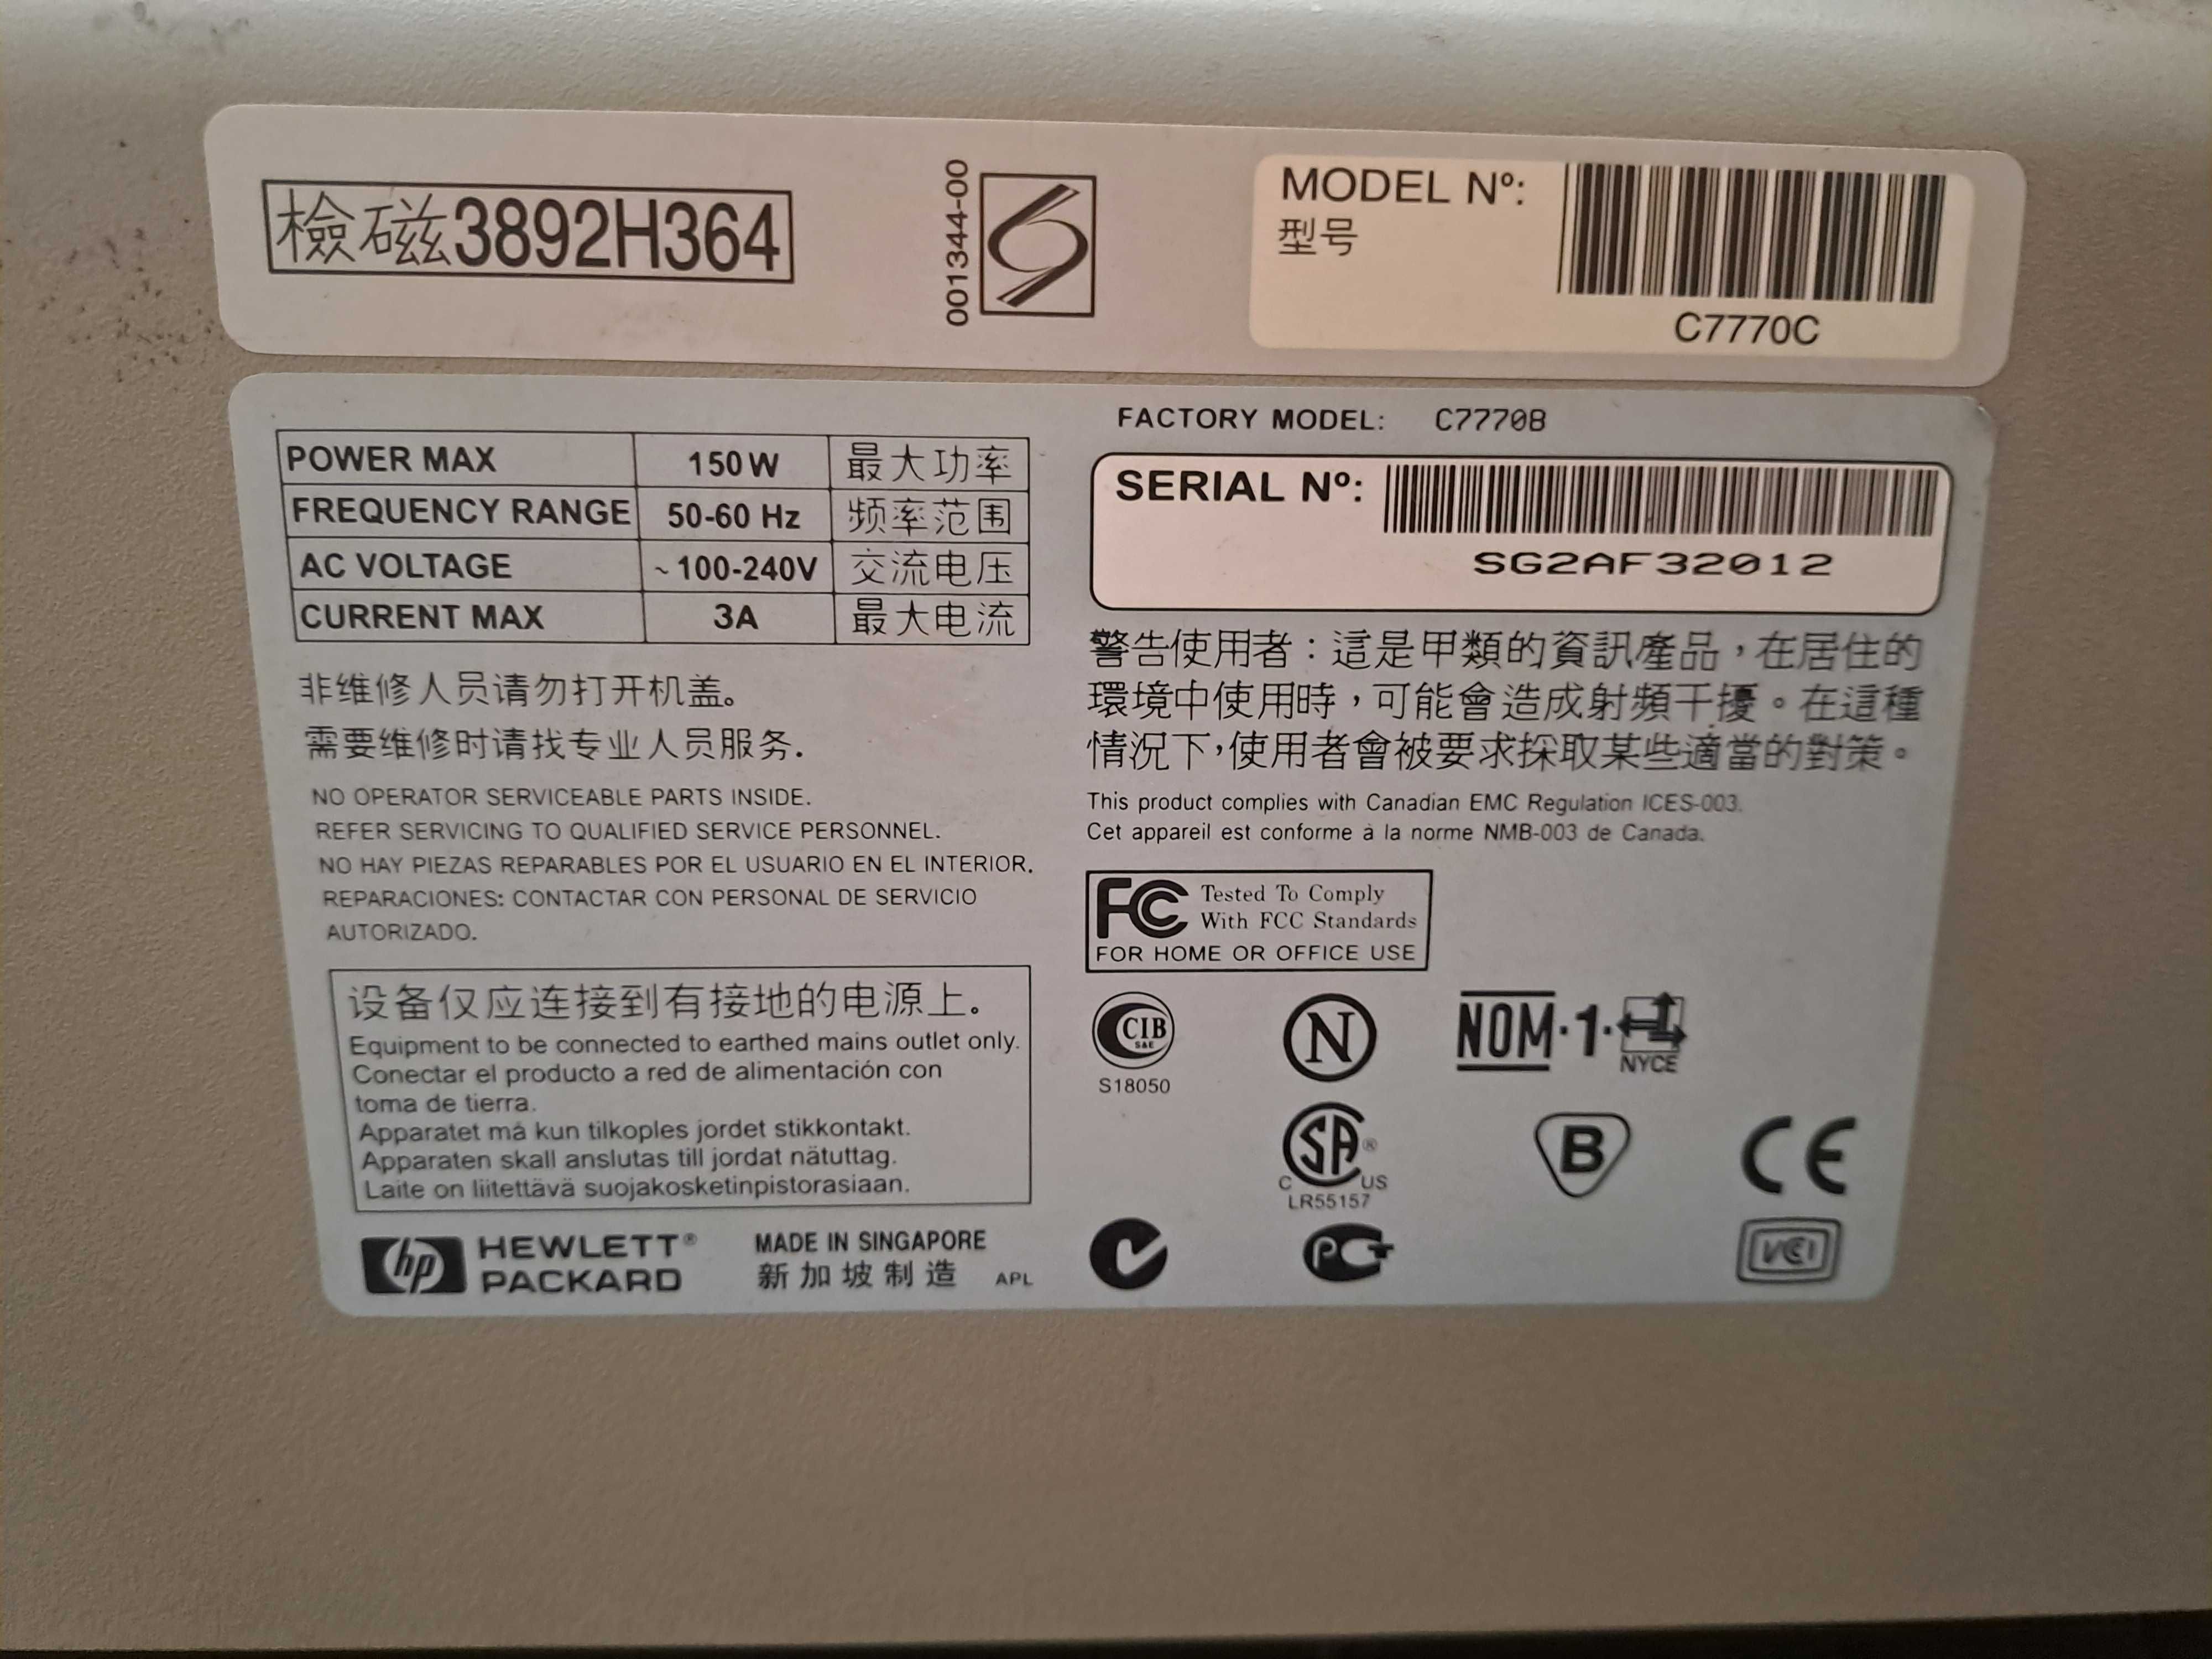 檢磁3892H364
001344-00
MODEL Nº:
型号
C7770C
FACTORY MODEL: C7770B
SERIAL Nº:
SG2AF32012
POWER MAX 150W 最大功率
FREQUENCY RANGE 50-60 Hz 频率范围
AC VOLTAGE ~100-240V 交流电压
CURRENT MAX 3A 最大电流
非维修人员请勿打开机盖。
需要维修时请找专业人员服务.
NO OPERATOR SERVICEABLE PARTS INSIDE.
REFER SERVICING TO QUALIFIED SERVICE PERSONNEL.
NO HAY PIEZAS REPARABLES POR EL USUARIO EN EL INTERIOR.
REPARACIONES: CONTACTAR CON PERSONAL DE SERVICIO
AUTORIZADO.
设备仅应连接到有接地的电源上。
Equipment to be connected to earthed mains outlet only.
Conectar el producto a red de alimentación con
toma de tierra.
Apparatet må kun tilkoples jordet stikkontakt.
Apparaten skall anslutas till jordat nätuttag.
Laite on liitettävä suojakosketinpistorasiaan.
hp HEWLETT®
PACKARD
MADE IN SINGAPORE
新加坡制造 APL
警告使用者：這是甲類的資訊產品，在居住的
環境中使用時，可能會造成射頻干擾。在這種
情況下，使用者會被要求採取某些適當的對策。
This product complies with Canadian EMC Regulation ICES-003.
Cet appareil est conforme à la norme NMB-003 de Canada.
FC Tested To Comply
With FCC Standards
FOR HOME OR OFFICE USE
CIB
S&E
S18050
N
NOM·1·
NYCE
SA®
C US
LR55157
B
CE
PCT
VCI